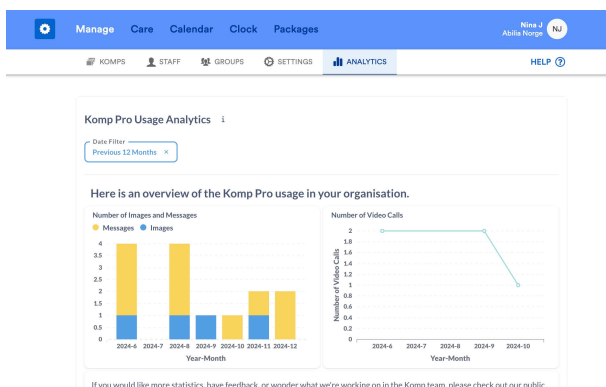 Manage Care Calendar Clock Packages
Nina J
Abilia Norge
NJ
KOMPS STAFF GROUPS SETTINGS ANALYTICS HELP ?
Komp Pro Usage Analytics i
Date Filter
Previous 12 Months ×
Here is an overview of the Komp Pro usage in your organisation.
Number of Images and Messages
Messages Images
4
3.5
3
2.5
2
1.5
1
0.5
0
2024-6 2024-7 2024-8 2024-9 2024-10 2024-11 2024-12
Year-Month
Number of Video Calls
Number of Video Calls
2
1.8
1.6
1.4
1.2
1
0.8
0.6
0.4
0.2
0
2024-6 2024-7 2024-8 2024-9 2024-10
Year-Month
If you would like more statistics, have feedback, or wonder what we're working on in the Komp team, please check out our public